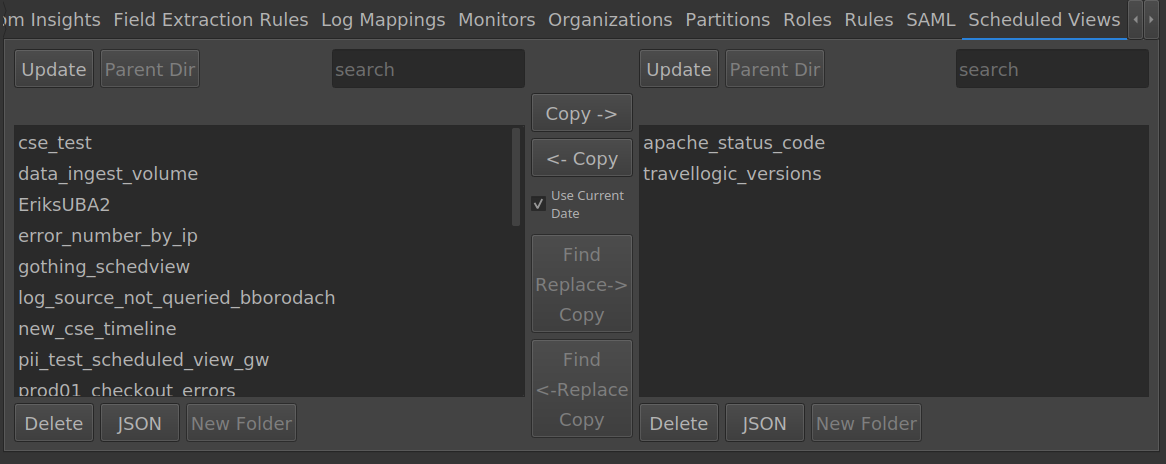 om Insights Field Extraction Rules Log Mappings Monitors Organizations Partitions Roles Rules SAML Scheduled Views
Update Parent Dir search
Update Parent Dir search
cse_test
data_ingest_volume
EriksUBA2
error_number_by_ip
gothing_schedview
log_source_not_queried_bborodach
new_cse_timeline
pii_test_scheduled_view_gw
prod01_checkout_errors
Copy ->
<- Copy
Use Current
Date
Find
Replace->
Copy
Find
<-Replace
Copy
apache_status_code
travellogic_versions
Delete JSON New Folder
Delete JSON New Folder